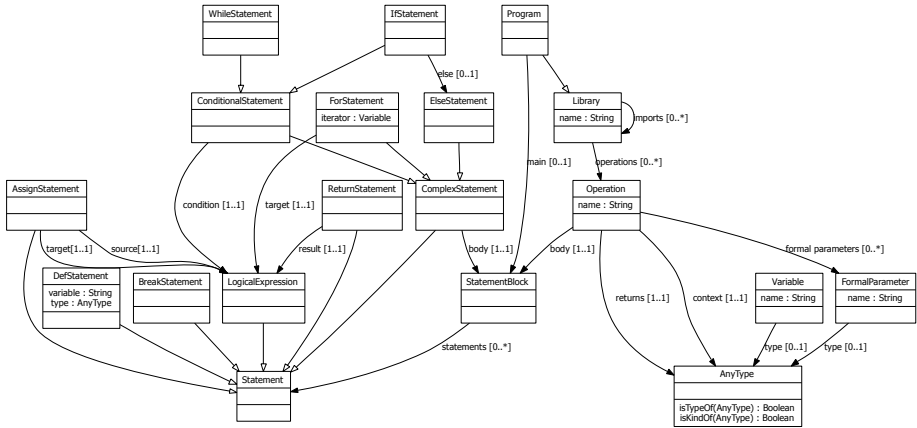 WhileStatement
IfStatement
Program
else [0..1]
ConditionalStatement
ForStatement
iterator : Variable
ElseStatement
Library
name : String
imports [0..*]
main [0..1]
operations [0..*]
AssignStatement
condition [1..1]
target [1..1]
ReturnStatement
ComplexStatement
Operation
name : String
target[1..1]
source[1..1]
result [1..1]
body [1..1]
body [1..1]
formal parameters [0..*]
DefStatement
variable : String
type : AnyType
BreakStatement
LogicalExpression
StatementBlock
returns [1..1]
context [1..1]
Variable
name : String
FormalParameter
name : String
statements [0..*]
type [0..1]
type [0..1]
Statement
AnyType
isTypeOf(AnyType) : Boolean
isKindOf(AnyType) : Boolean